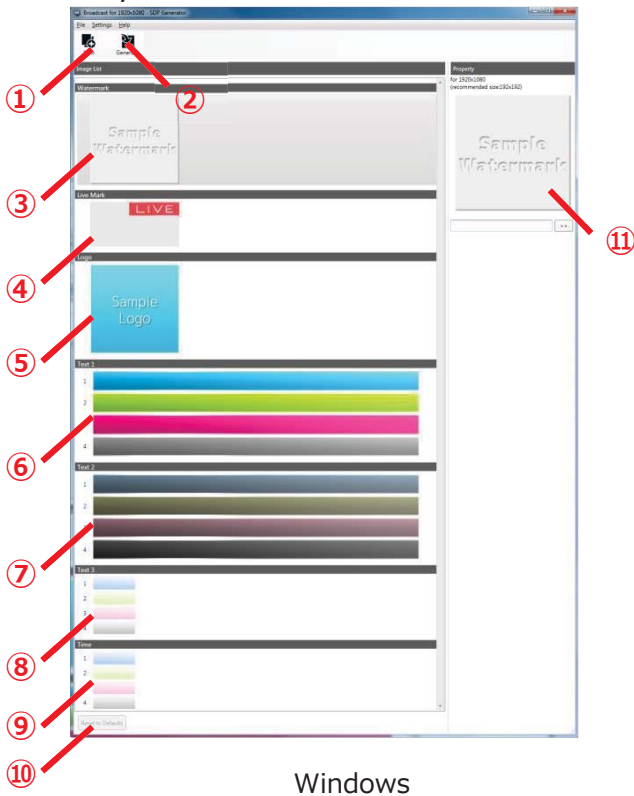 Broadcast for 1920x1080 - SDP Generator
File Settings Help
①
②
Image List
Property
for 1920x1080
(recommended size:192x192)
Watermark
Sample
Watermark
Sample
Watermark
③
⑪
>>
Live Mark
LIVE
④
Logo
Sample
Logo
⑤
Text 1
1
2
4
⑥
Text 2
1
2
4
⑦
Text 3
1
2
3
4
⑧
Time
1
2
4
⑨
Reset to Defaults
⑩
Windows